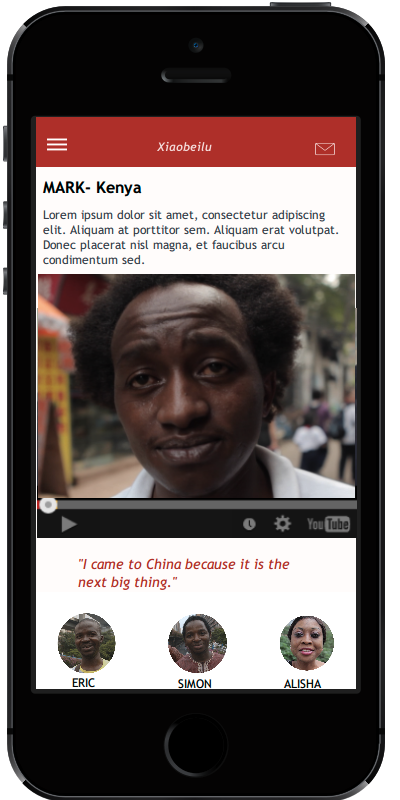 Xiaobeilu
MARK- Kenya
Lorem ipsum dolor sit amet, consectetur adipiscing
elit. Aliquam at porttitor sem. Aliquam erat volutpat.
Donec placerat nisl magna, et faucibus arcu
condimentum sed.
YouTube
"I came to China because it is the
next big thing."
ERIC SIMON ALISHA